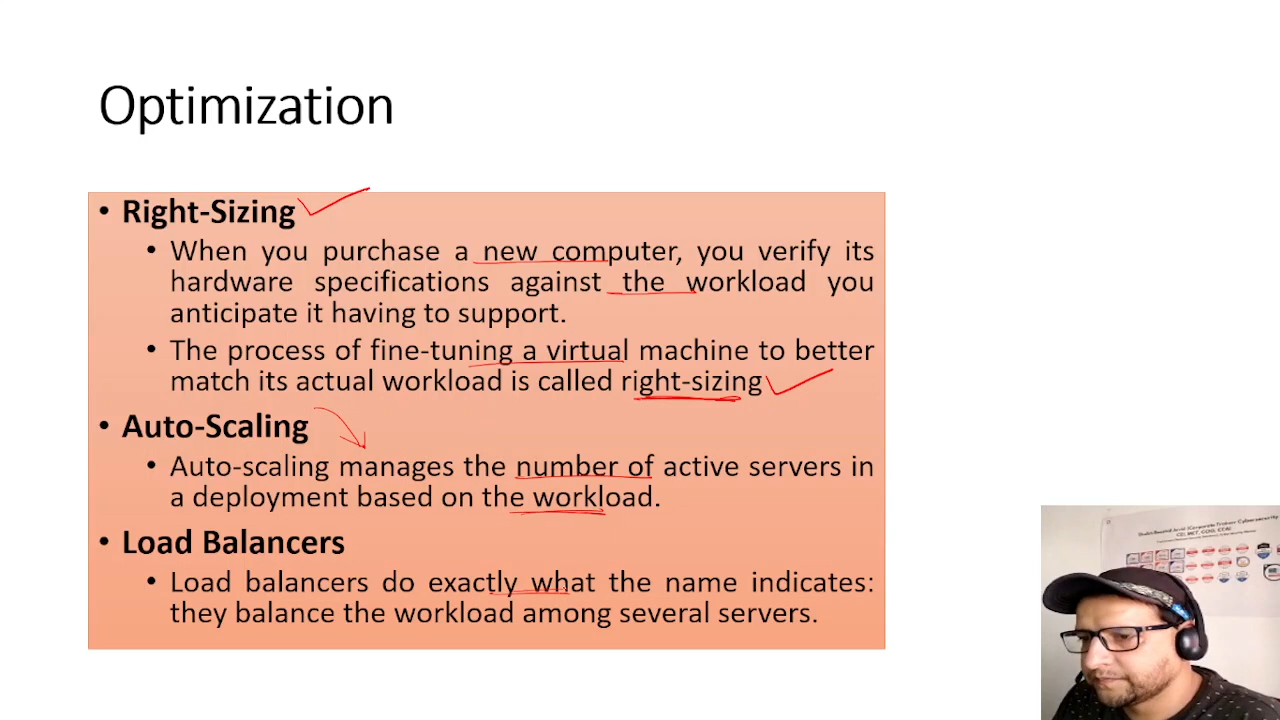 Optimization
• Right-Sizing
• When you purchase a new computer, you verify its
hardware specifications against the workload you
anticipate it having to support.
• The process of fine-tuning a virtual machine to better
match its actual workload is called right-sizing
• Auto-Scaling
• Auto-scaling manages the number of active servers in
a deployment based on the workload.
• Load Balancers
• Load balancers do exactly what the name indicates:
they balance the workload among several servers.